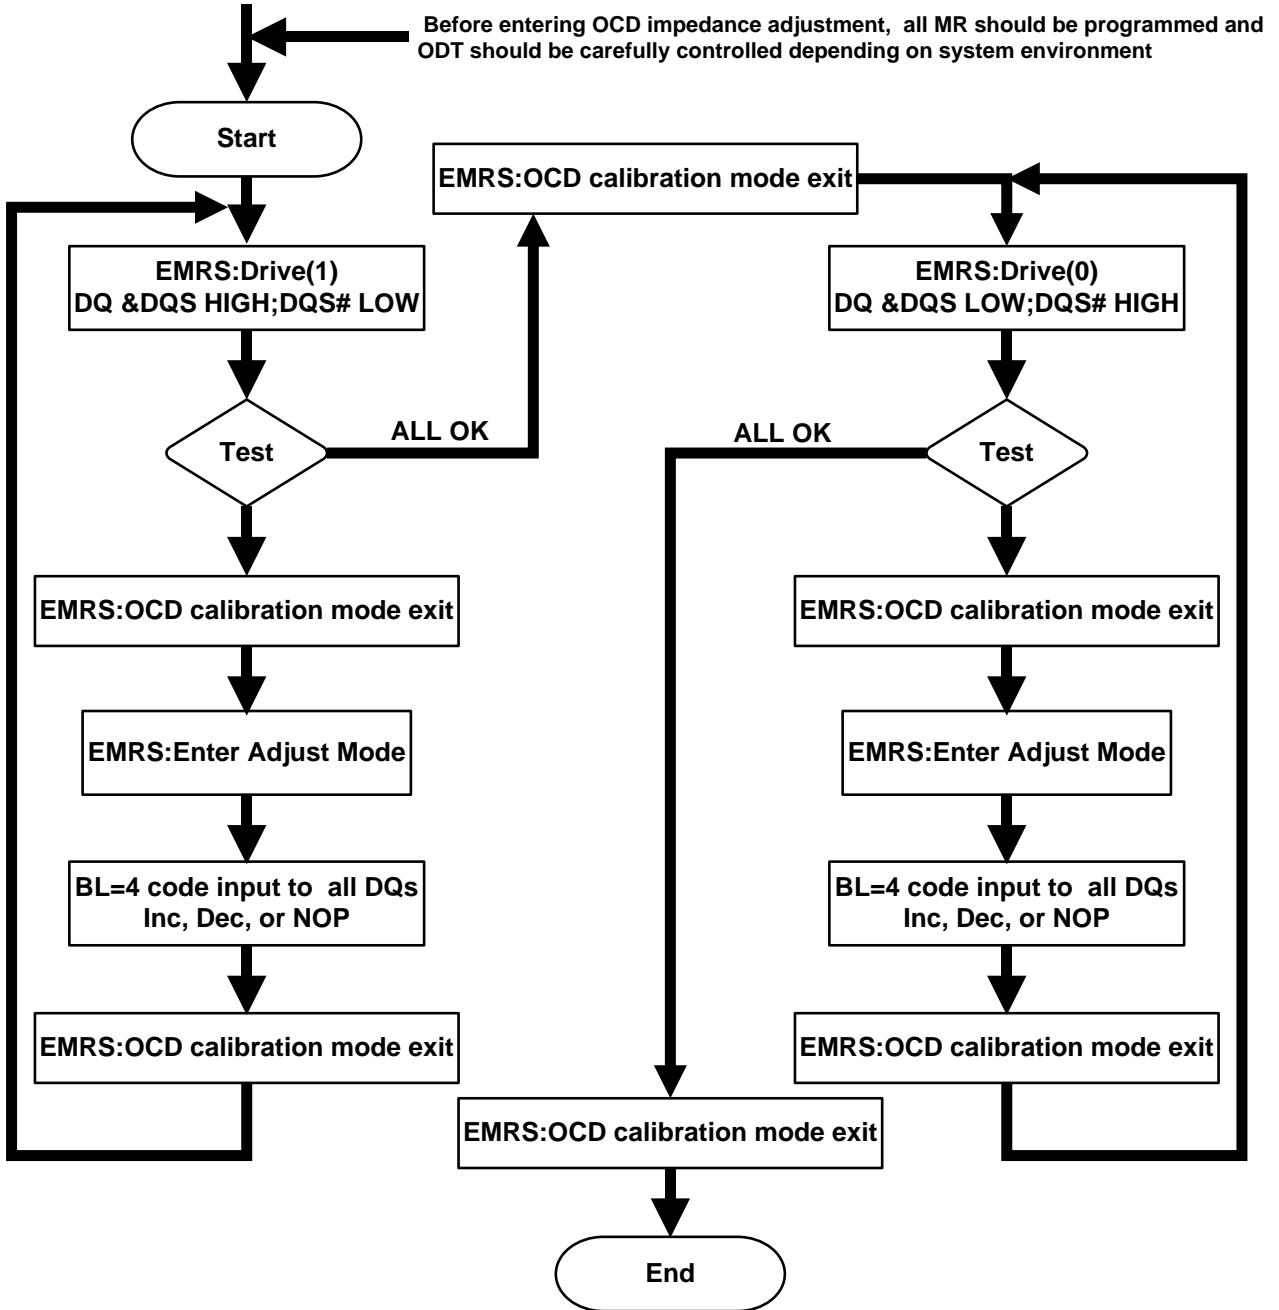 Before entering OCD impedance adjustment, all MR should be programmed and
ODT should be carefully controlled depending on system environment
Start
EMRS:OCD calibration mode exit
EMRS:Drive(1)
DQ &DQS HIGH;DQS# LOW
EMRS:Drive(0)
DQ &DQS LOW;DQS# HIGH
ALL OK
Test
ALL OK
Test
EMRS:OCD calibration mode exit
EMRS:OCD calibration mode exit
EMRS:Enter Adjust Mode
EMRS:Enter Adjust Mode
BL=4 code input to all DQs
Inc, Dec, or NOP
BL=4 code input to all DQs
Inc, Dec, or NOP
EMRS:OCD calibration mode exit
EMRS:OCD calibration mode exit
EMRS:OCD calibration mode exit
End